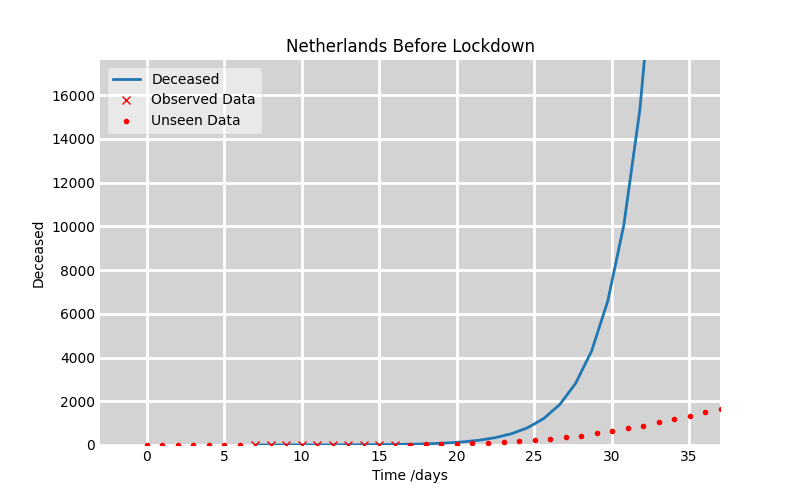 Netherlands Before Lockdown
Deceased
Observed Data
Unseen Data
16000
14000
12000
10000
8000
6000
4000
2000
0
Deceased
0 5 10 15 20 25 30 35
Time /days